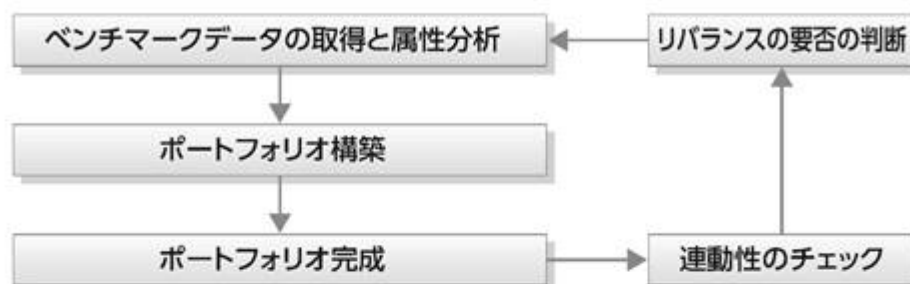 ベンチマークデータの取得と属性分析
リバランスの要否の判断
ポートフォリオ構築
ポートフォリオ完成
連動性のチェック